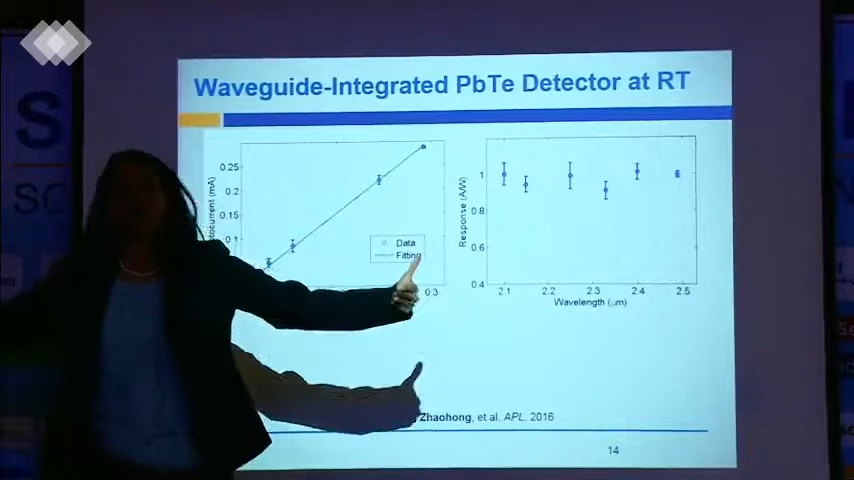 Waveguide-Integrated PbTe Detector at RT
0.25
0.2
0.15
0.1
Data
Fitting
0.3
1
0.8
0.6
0.4
Response (A/W)
2.1 2.2 2.3 2.4 2.5
Wavelength (μm)
Zhaohong, et al. APL. 2016
14
S